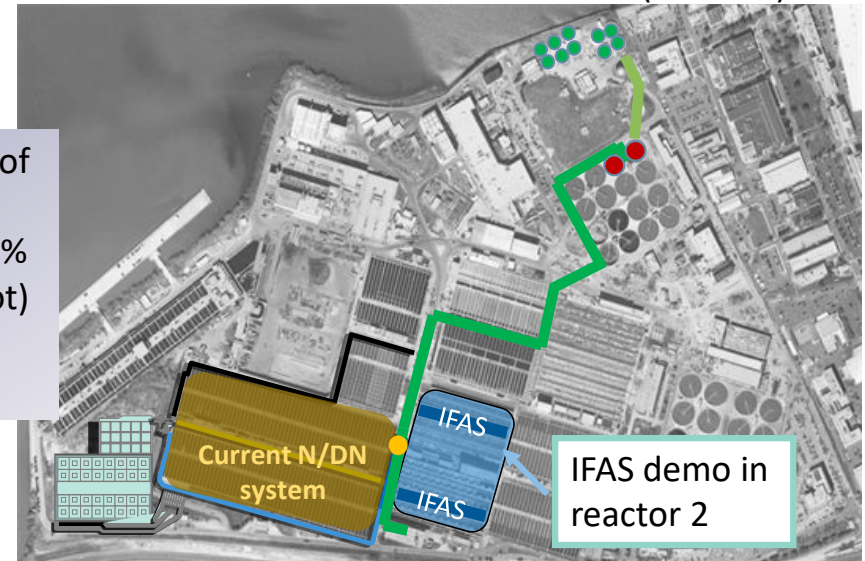 of
%
ot)
Current N/DN
system
IFAS
IFAS
IFAS demo in
reactor 2